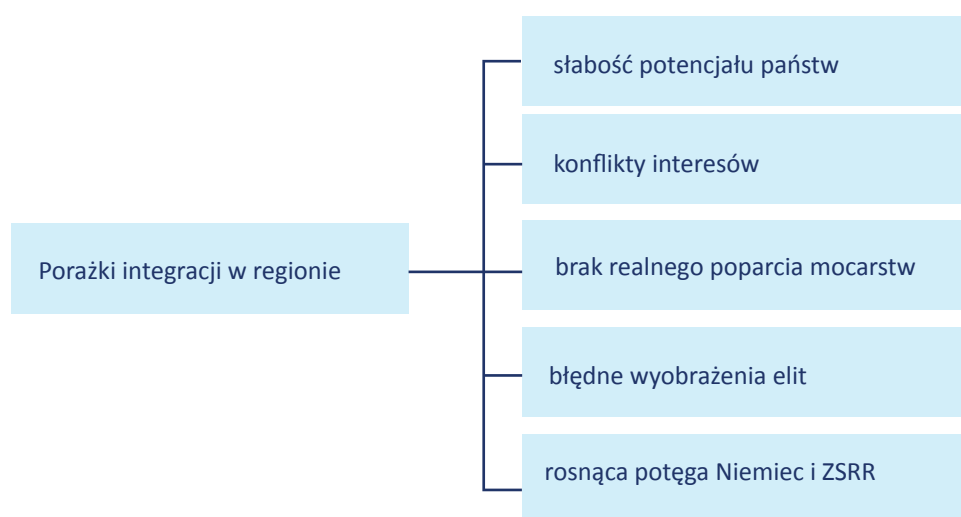 Porażki integracji w regionie
słabość potencjału państw
konflikty interesów
brak realnego poparcia mocarstw
błędne wyobrażenia elit
rosnąca potęga Niemiec i ZSRR